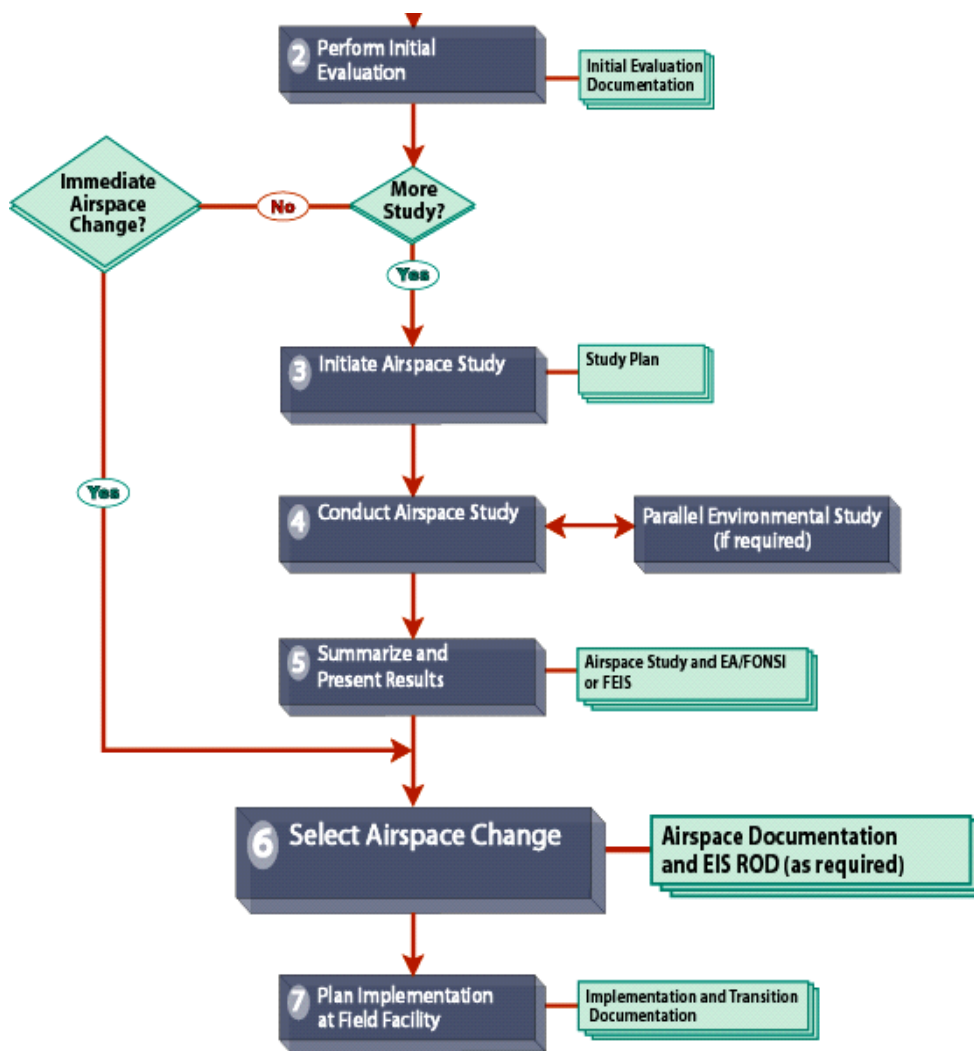 2 Perform Initial
Evaluation
Initial Evaluation
Documentation
Immediate
Airspace
Change?
No
More
Study?
Yes
3 Initiate Airspace Study
Study Plan
Yes
4 Conduct Airspace Study
Parallel Environmental Study
(if required)
5 Summarize and
Present Results
Airspace Study and EA/FONSI
or FEIS
6 Select Airspace Change
Airspace Documentation
and EIS ROD (as required)
7 Plan Implementation
at Field Facility
Implementation and Transition
Documentation